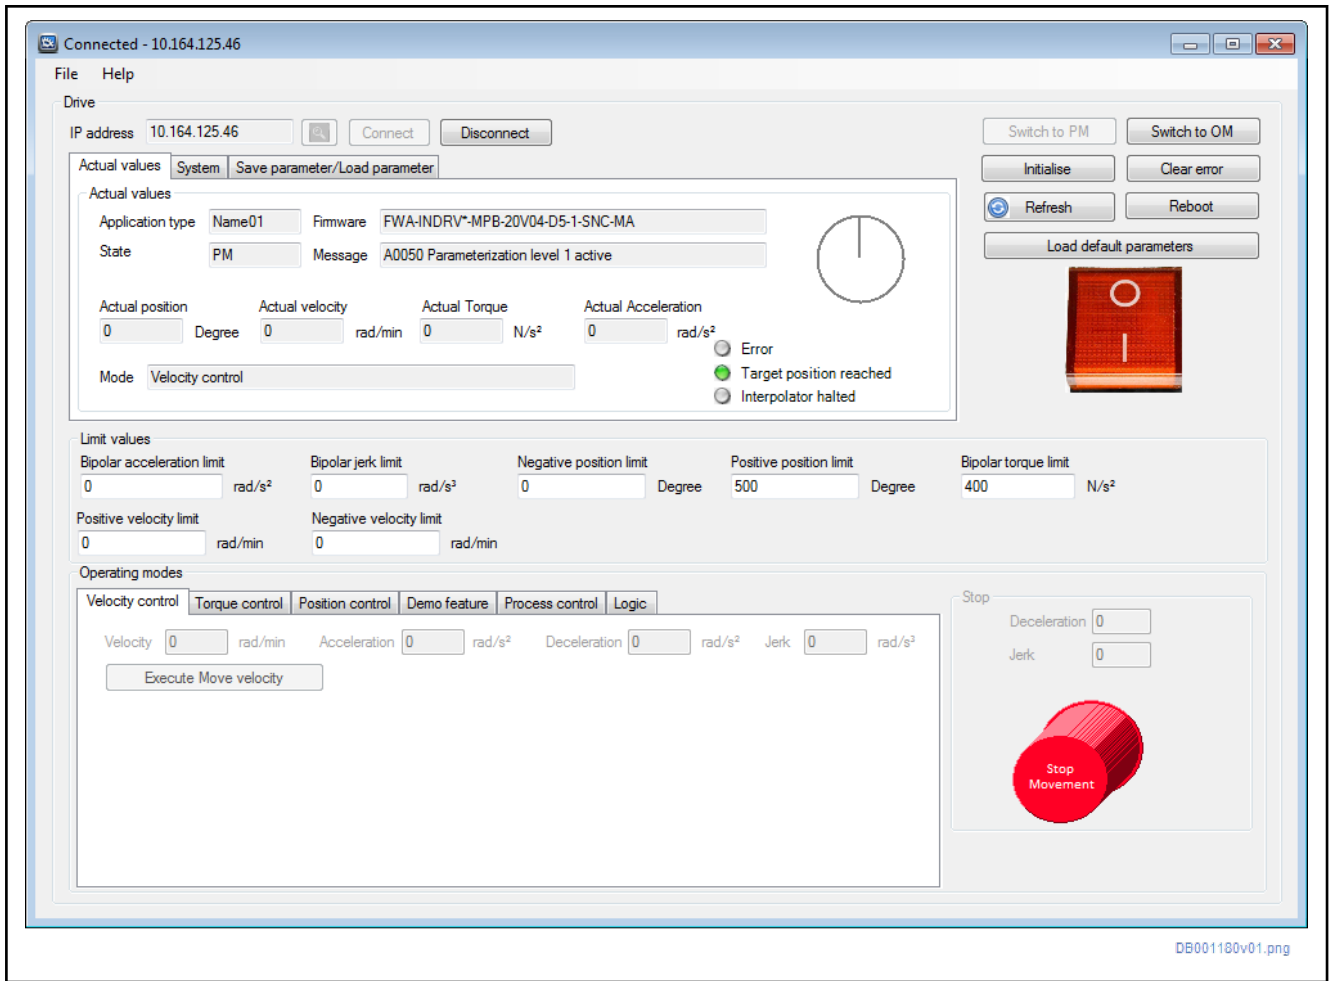 Connected - 10.164.125.46
File Help
Drive
IP address 10.164.125.46 Connect Disconnect Switch to PM Switch to OM
Actual values System Save parameter/Load parameter Initialise Clear error
Actual values
Application type Name01 Firmware FWA-INDRV*-MPB-20V04-D5-1-SNC-MA Refresh Reboot
State PM Message A0050 Parameterization level 1 active Load default parameters
Actual position Actual velocity Actual Torque Actual Acceleration
0 Degree 0 rad/min 0 N/s² 0 rad/s²
Error
Mode Velocity control Target position reached
Interpolator halted
Limit values
Bipolar acceleration limit Bipolar jerk limit Negative position limit Positive position limit Bipolar torque limit
0 rad/s² 0 rad/s³ 0 Degree 500 Degree 400 N/s²
Positive velocity limit Negative velocity limit
0 rad/min 0 rad/min
Operating modes
Velocity control Torque control Position control Demo feature Process control Logic
Velocity 0 rad/min Acceleration 0 rad/s² Deceleration 0 rad/s² Jerk 0 rad/s³
Execute Move velocity
Stop
Deceleration 0
Jerk 0
Stop
Movement
DB001180v01.png